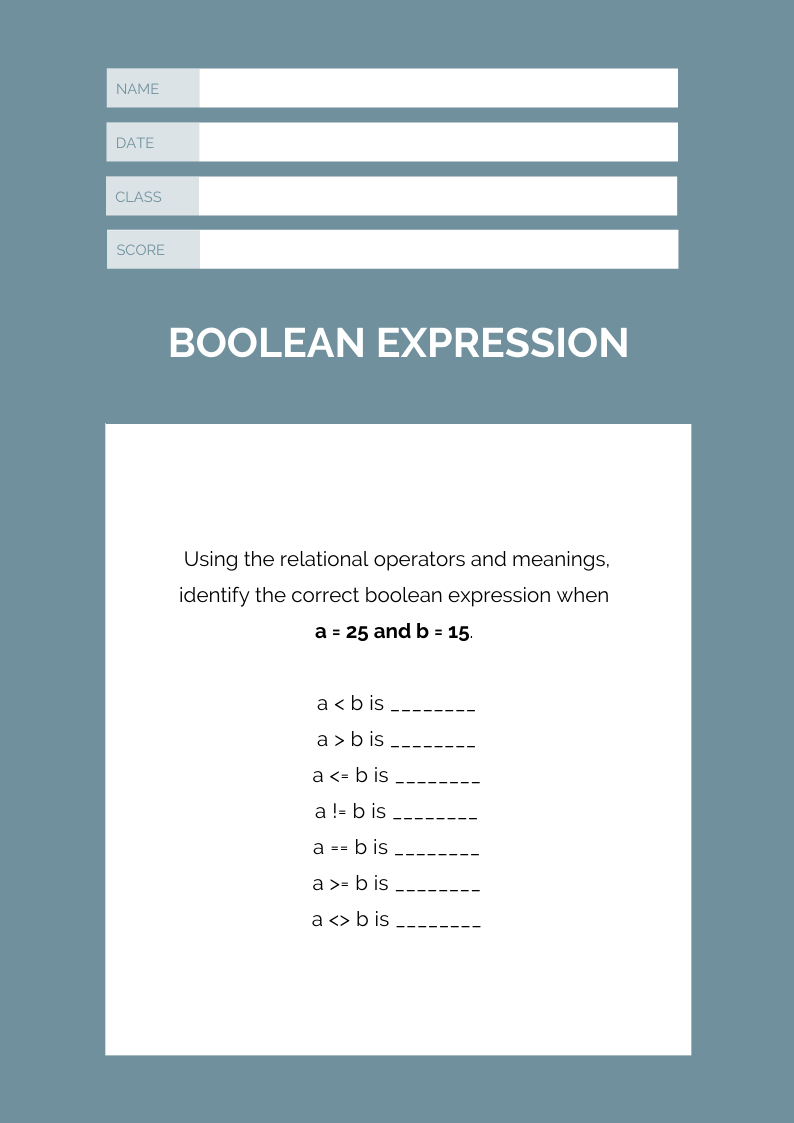 NAME
DATE
CLASS
SCORE
BOOLEAN EXPRESSION
Using the relational operators and meanings,
identify the correct boolean expression when
a = 25 and b = 15.
a < b is ________
a > b is ________
a <= b is ________
a != b is ________
a == b is ________
a >= b is ________
a <> b is ________